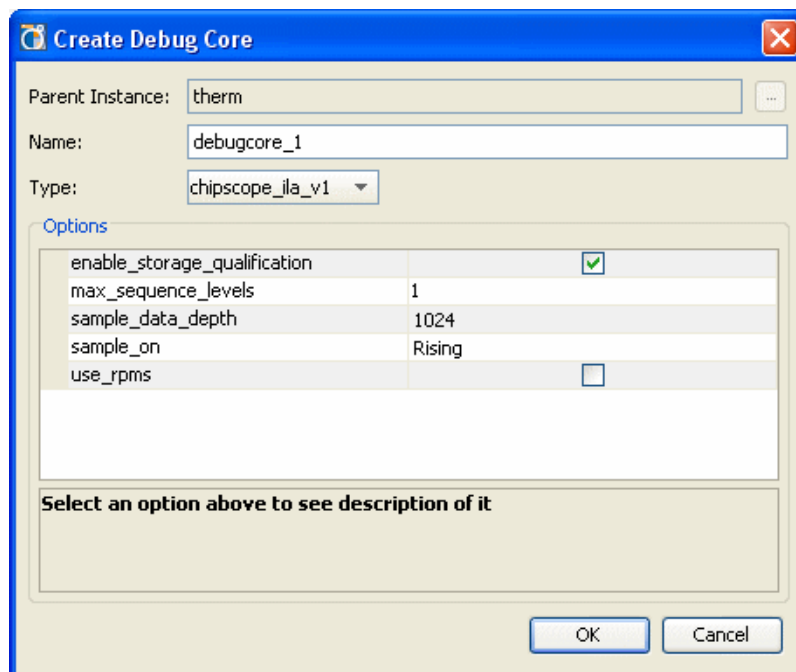 Create Debug Core
Parent Instance: therm ...
Name: debugcore_1
Type: chipscope_ila_v1
Options
enable_storage_qualification
max_sequence_levels 1
sample_data_depth 1024
sample_on Rising
use_rpms
Select an option above to see description of it
OK Cancel